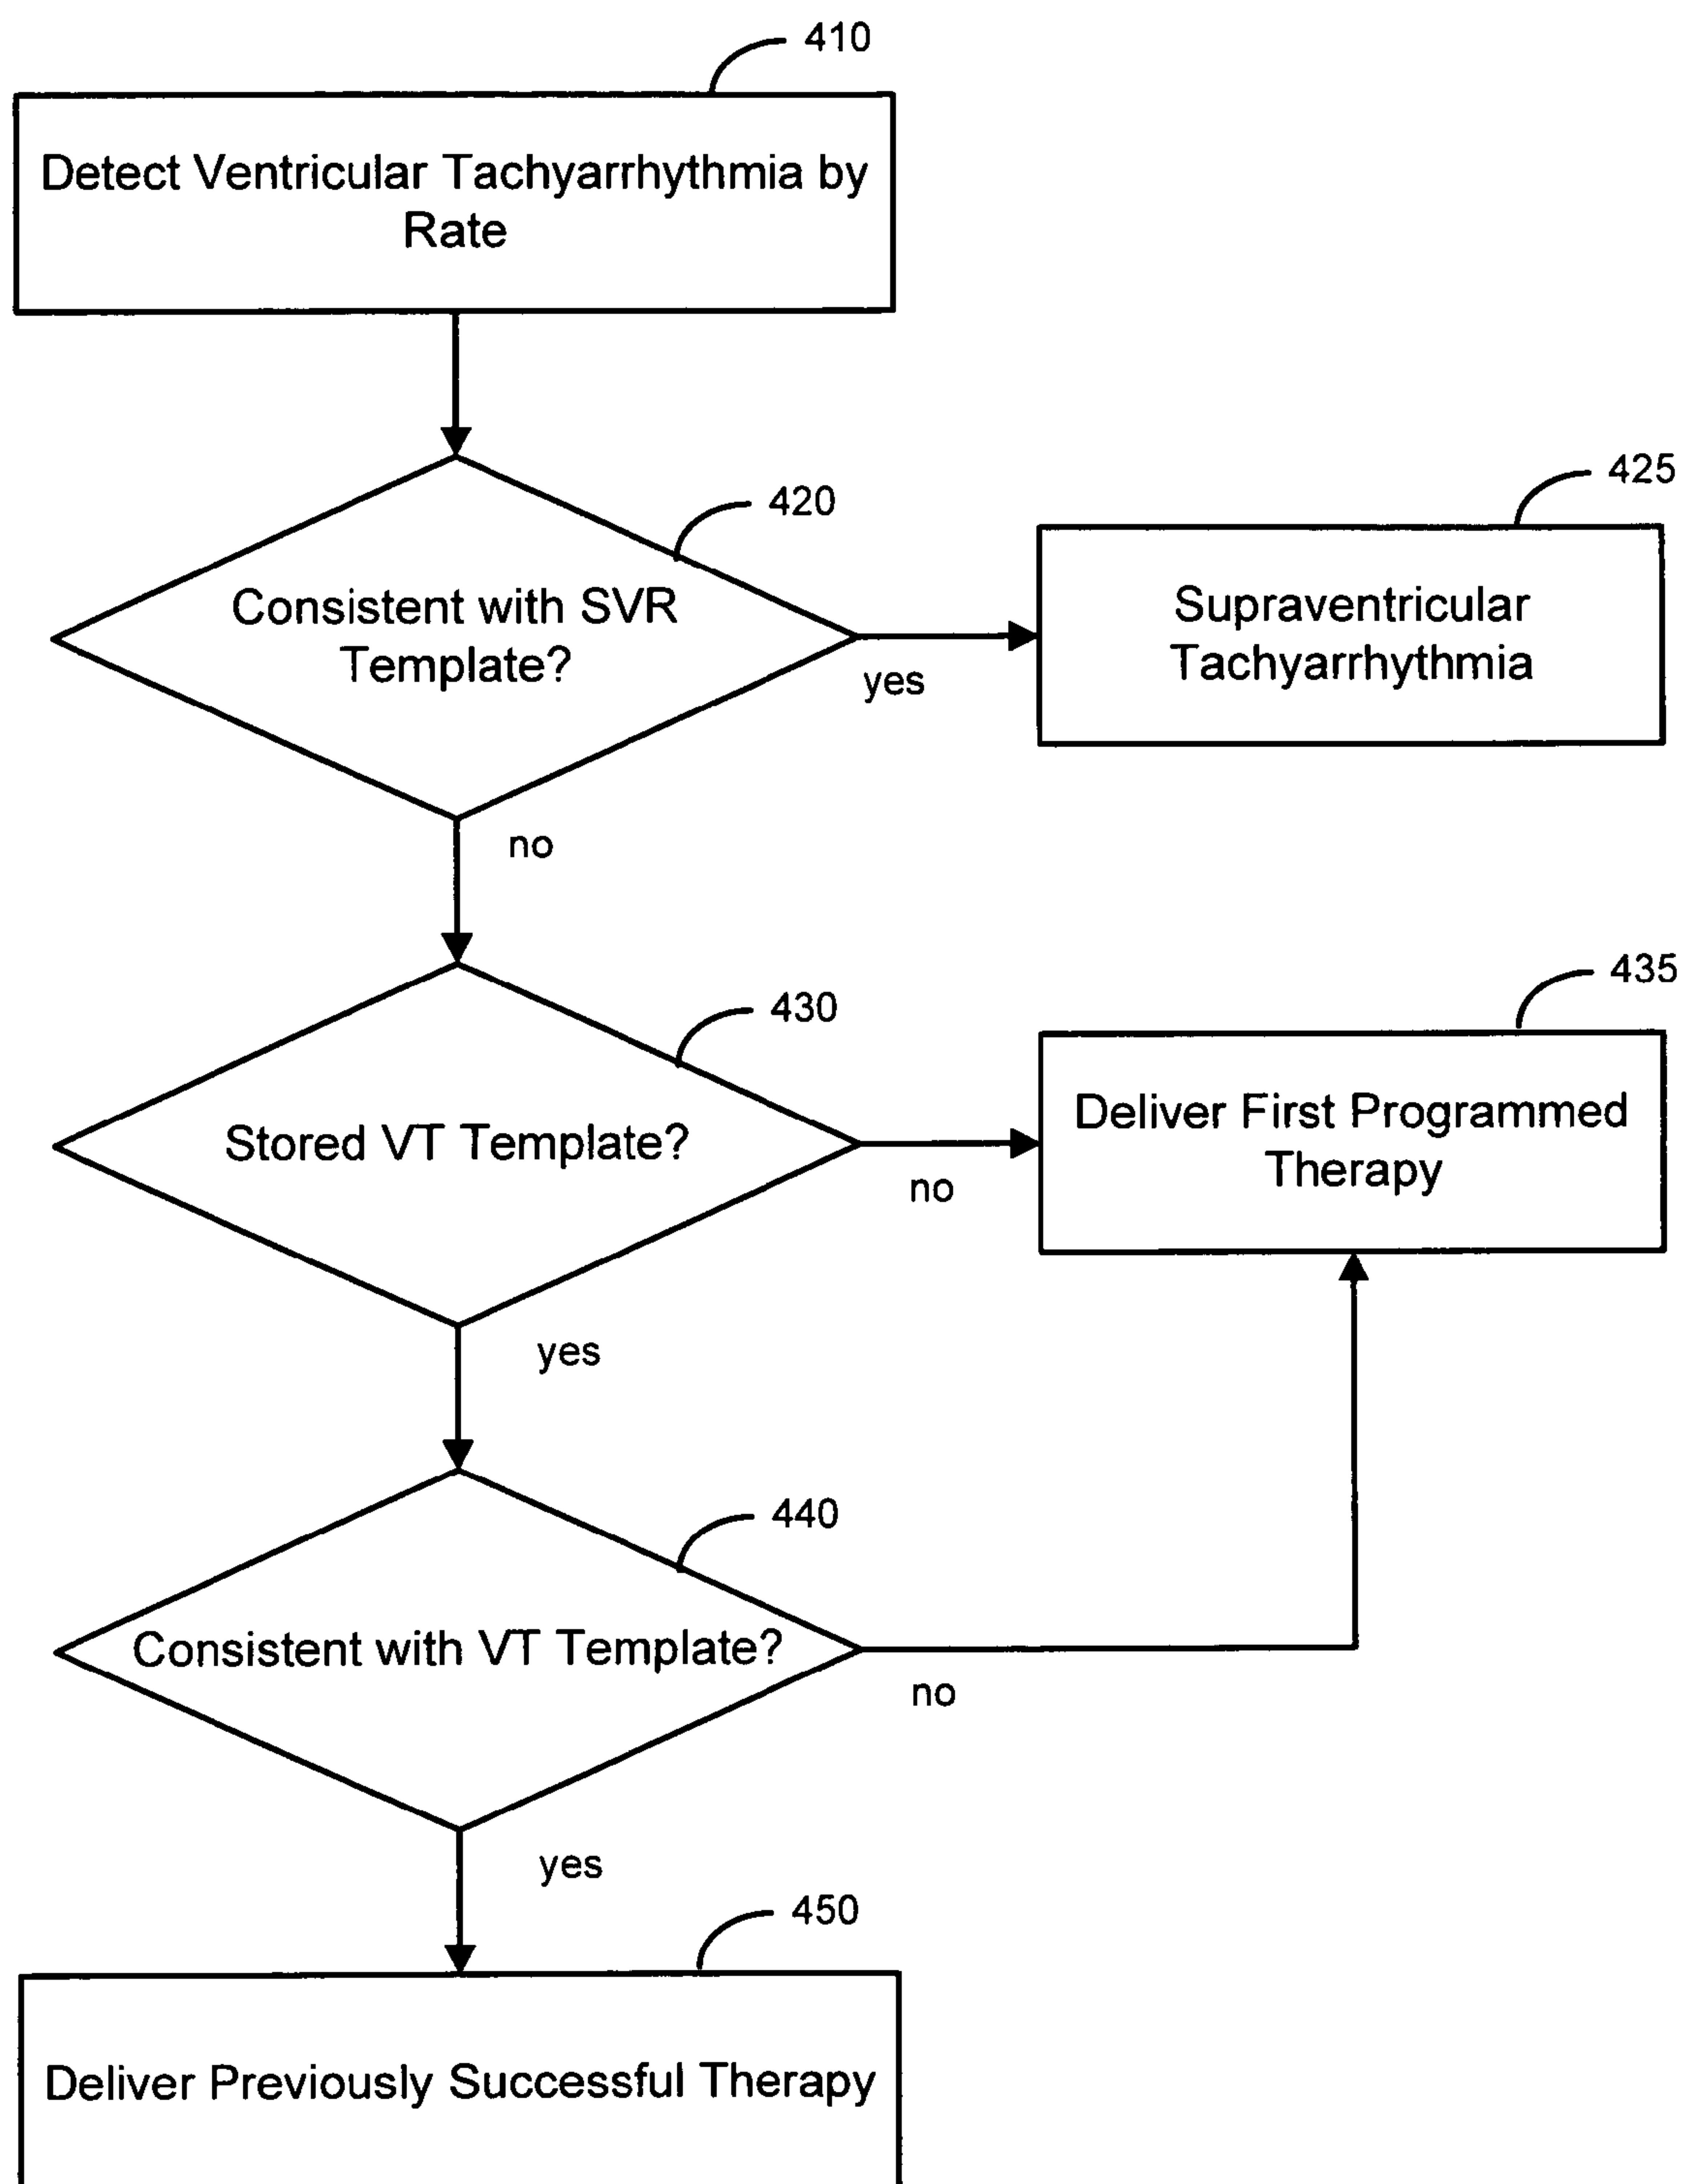 410
Detect Ventricular Tachyarrhythmia by
Rate
420
Consistent with SVR
Template?
yes
425
Supraventricular
Tachyarrhythmia
no
430
Stored VT Template?
no
435
Deliver First Programmed
Therapy
yes
440
Consistent with VT Template?
no
yes
450
Deliver Previously Successful Therapy